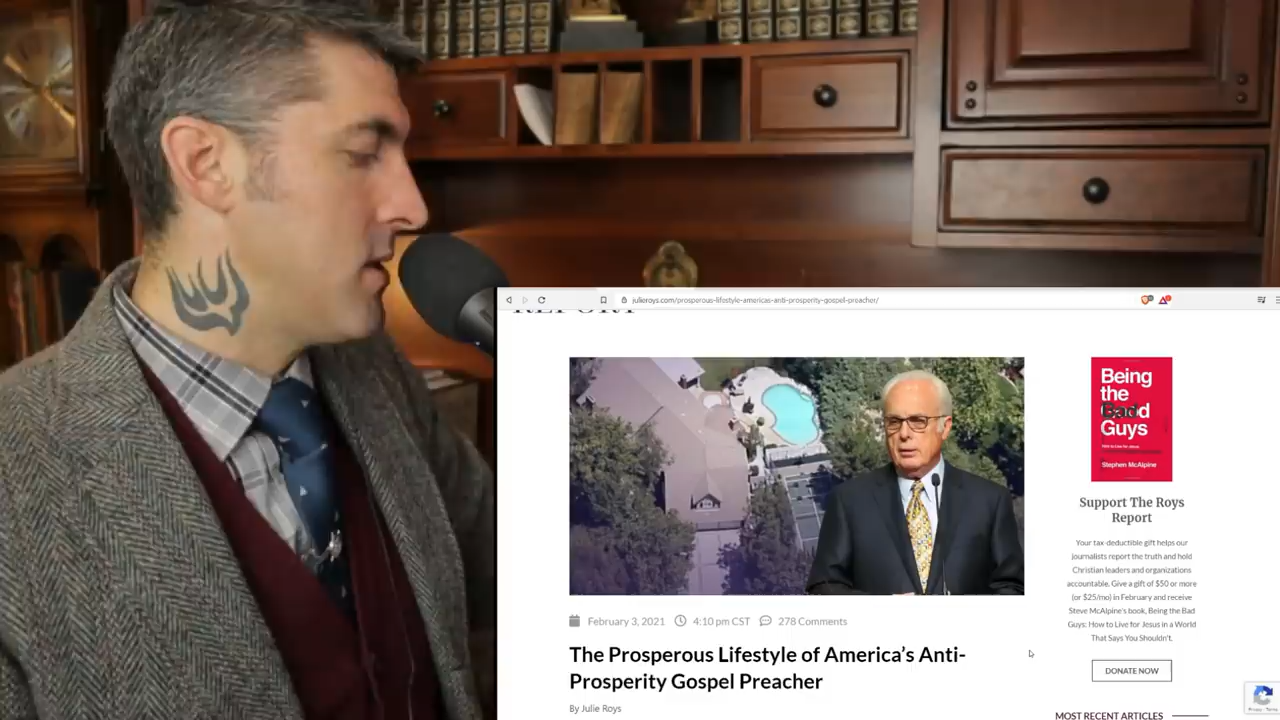 julieroys.com/prosperous-lifestyle-americas-anti-prosperity-gospel-preacher/
REPORT
Being
the
Guys
Stephen McAlpine
Support The Roys
Report
Your tax-deductible gift helps our
journalists report the truth and hold
Christian leaders and organizations
accountable. Give a gift of $50 or more
(or $25/mo) in February and receive
Steve McAlpine's book, Being the Bad
Guys: How to Live for Jesus in a World
That Says You Shouldn't.
DONATE NOW
February 3, 2021 4:10 pm CST 278 Comments
The Prosperous Lifestyle of America's Anti-
Prosperity Gospel Preacher
By Julie Roys
MOST RECENT ARTICLES